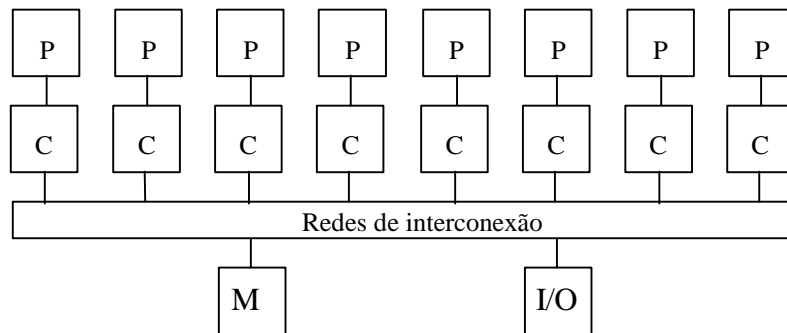 P P P P P P P P
C C C C C C C C
Redes de interconexão
M I/O